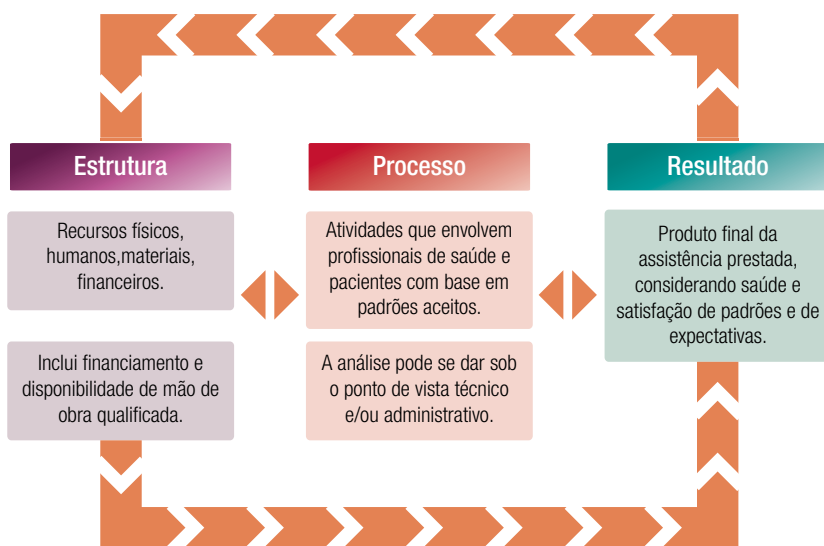 Estrutura
Recursos físicos,
humanos,materiais,
financeiros.
Inclui financiamento e
disponibilidade de mão de
obra qualificada.
Processo
Atividades que envolvem
profissionais de saúde e
pacientes com base em
padrões aceitos.
A análise pode se dar sob
o ponto de vista técnico
e/ou administrativo.
Resultado
Produto final da
assistência prestada,
considerando saúde e
satisfação de padrões e de
expectativas.